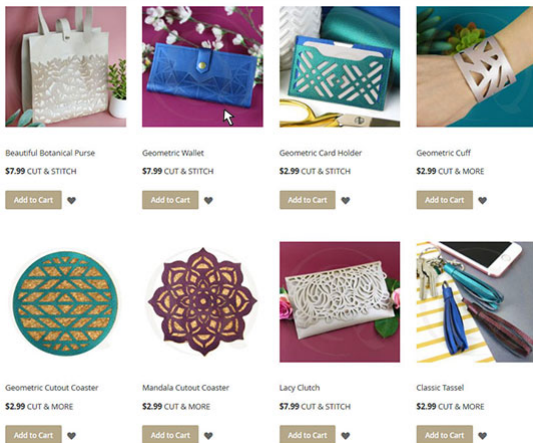 Beautiful Botanical Purse
$7.99 CUT & STITCH
Add to Cart
Geometric Wallet
$7.99 CUT & STITCH
Add to Cart
Geometric Card Holder
$2.99 CUT & STITCH
Add to Cart
Geometric Cuff
$2.99 CUT & MORE
Add to Cart
Geometric Cutout Coaster
$2.99 CUT & MORE
Add to Cart
Mandala Cutout Coaster
$2.99 CUT & MORE
Add to Cart
Lacy Clutch
$7.99 CUT & STITCH
Add to Cart
Classic Tassel
$2.99 CUT & MORE
Add to Cart